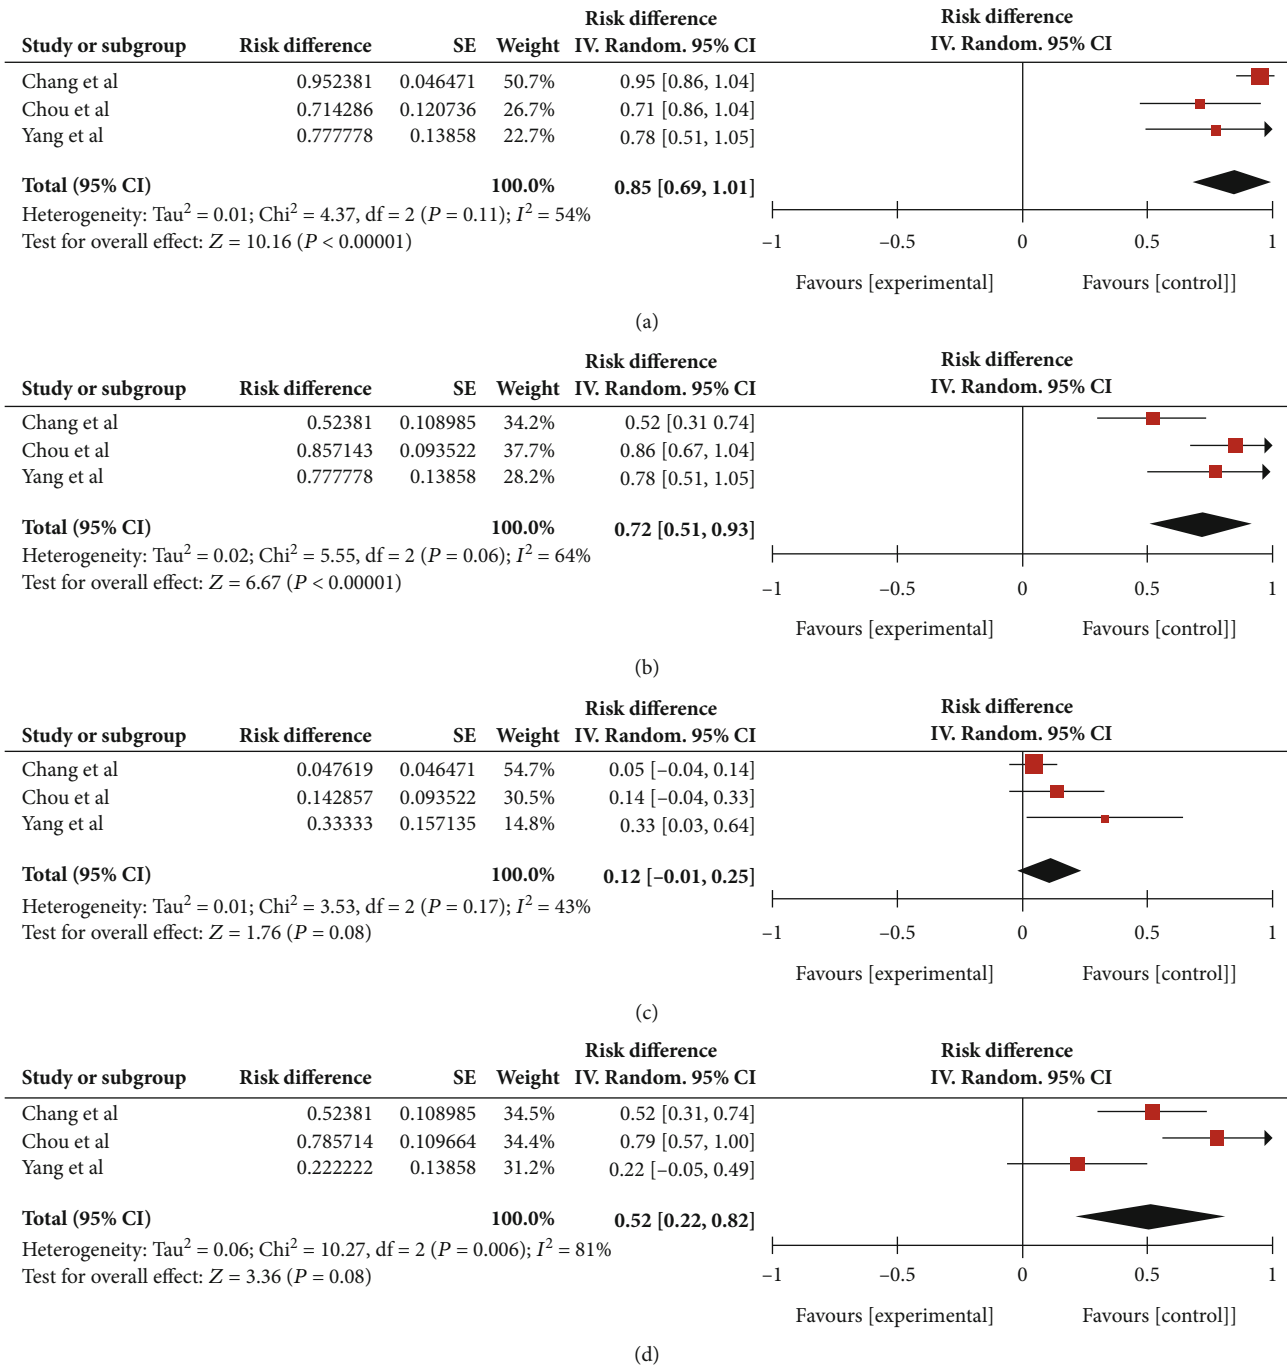 Risk difference Risk difference
Study or subgroup Risk difference SE Weight IV. Random. 95% CI IV. Random. 95% CI
Chang et al 0.952381 0.046471 50.7% 0.95 [0.86, 1.04]
Chou et al 0.714286 0.120736 26.7% 0.71 [0.86, 1.04]
Yang et al 0.777778 0.13858 22.7% 0.78 [0.51, 1.05]
Total (95% CI) 100.0% 0.85 [0.69, 1.01]
Heterogeneity: Tau² = 0.01; Chi² = 4.37, df = 2 (P = 0.11); I² = 54%
Test for overall effect: Z = 10.16 (P < 0.00001)
–1 –0.5 0 0.5 1
Favours [experimental] Favours [control]]
(a)
Risk difference Risk difference
Study or subgroup Risk difference SE Weight IV. Random. 95% CI IV. Random. 95% CI
Chang et al 0.52381 0.108985 34.2% 0.52 [0.31 0.74]
Chou et al 0.857143 0.093522 37.7% 0.86 [0.67, 1.04]
Yang et al 0.777778 0.13858 28.2% 0.78 [0.51, 1.05]
Total (95% CI) 100.0% 0.72 [0.51, 0.93]
Heterogeneity: Tau² = 0.02; Chi² = 5.55, df = 2 (P = 0.06); I² = 64%
Test for overall effect: Z = 6.67 (P < 0.00001)
–1 –0.5 0 0.5 1
Favours [experimental] Favours [control]]
(b)
Risk difference Risk difference
Study or subgroup Risk difference SE Weight IV. Random. 95% CI IV. Random. 95% CI
Chang et al 0.047619 0.046471 54.7% 0.05 [–0.04, 0.14]
Chou et al 0.142857 0.093522 30.5% 0.14 [–0.04, 0.33]
Yang et al 0.33333 0.157135 14.8% 0.33 [0.03, 0.64]
Total (95% CI) 100.0% 0.12 [–0.01, 0.25]
Heterogeneity: Tau² = 0.01; Chi² = 3.53, df = 2 (P = 0.17); I² = 43%
Test for overall effect: Z = 1.76 (P = 0.08)
–1 –0.5 0 0.5 1
Favours [experimental] Favours [control]]
(c)
Risk difference Risk difference
Study or subgroup Risk difference SE Weight IV. Random. 95% CI IV. Random. 95% CI
Chang et al 0.52381 0.108985 34.5% 0.52 [0.31, 0.74]
Chou et al 0.785714 0.109664 34.4% 0.79 [0.57, 1.00]
Yang et al 0.222222 0.13858 31.2% 0.22 [–0.05, 0.49]
Total (95% CI) 100.0% 0.52 [0.22, 0.82]
Heterogeneity: Tau² = 0.06; Chi² = 10.27, df = 2 (P = 0.006); I² = 81%
Test for overall effect: Z = 3.36 (P = 0.08)
–1 –0.5 0 0.5 1
Favours [experimental] Favours [control]]
(d)